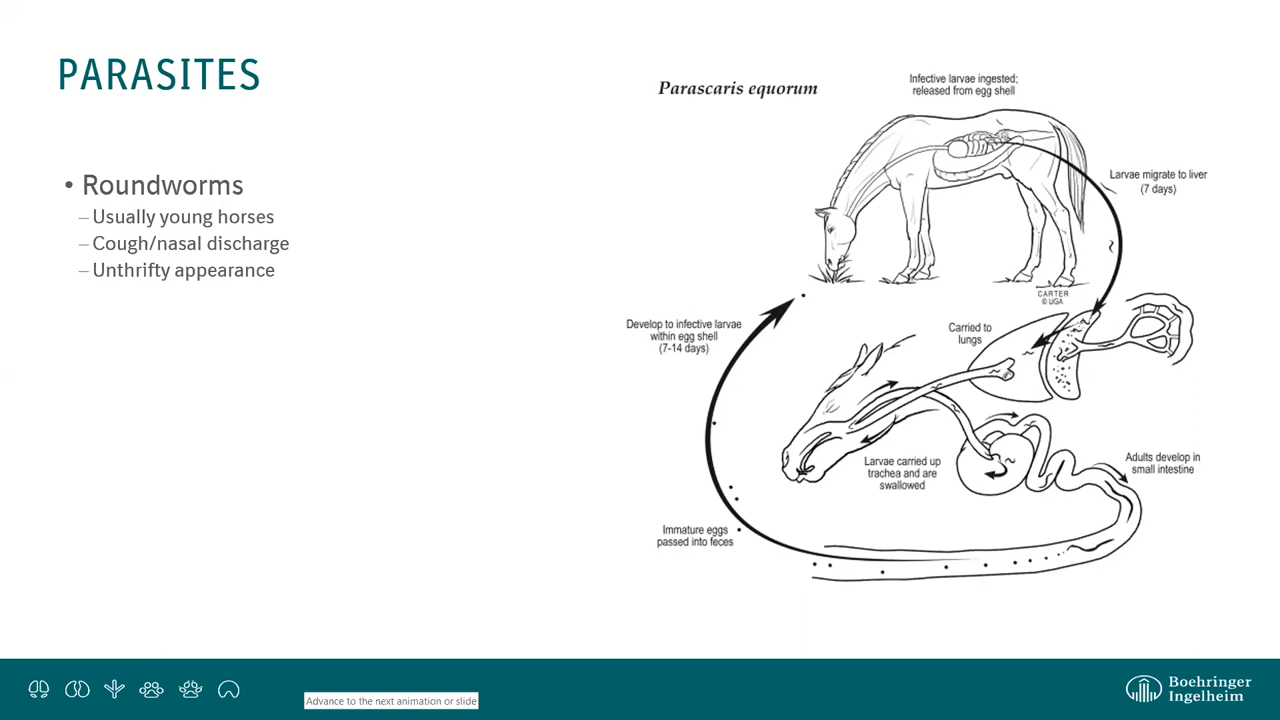 PARASITES
• Roundworms
– Usually young horses
– Cough/nasal discharge
– Unthrifty appearance
Parascaris equorum
Infective larvae ingested;
released from egg shell
Larvae migrate to liver
(7 days)
CARTER
© UGA
Carried to
lungs
Develop to infective larvae
within egg shell
(7-14 days)
Larvae carried up
trachea and are
swallowed
Adults develop in
small intestine
Immature eggs
passed into feces
Advance to the next animation or slide
Boehringer
Ingelheim